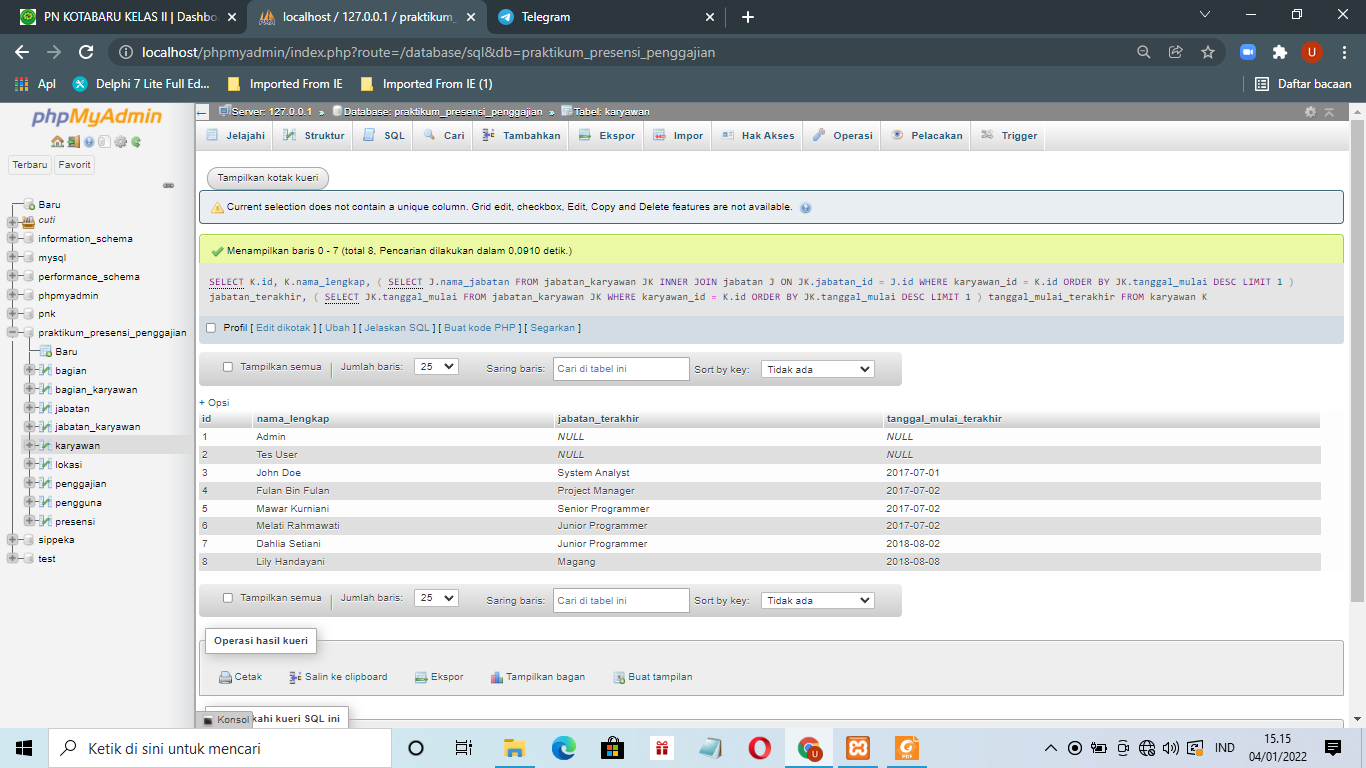 PN KOTABARU KELAS II | Dashbo
localhost / 127.0.0.1 / praktikum_
Telegram
localhost/phpmyadmin/index.php?route=/database/sql&db=praktikum_presensi_penggajian
Apl
Delphi 7 Lite Full Ed...
Imported From IE
Imported From IE (1)
Daftar bacaan
phpMyAdmin
Terbaru
Favorit
Baru
cuti
information_schema
mysql
performance_schema
phpmyadmin
pnk
praktikum_presensi_penggajian
Baru
bagian
bagian_karyawan
jabatan
jabatan_karyawan
karyawan
lokasi
penggajian
pengguna
presensi
sippeka
test
Server: 127.0.0.1 » Database: praktikum_presensi_penggajian » Tabel: karyawan
Jelajahi Struktur SQL Cari Tambahkan Ekspor Impor Hak Akses Operasi Pelacakan Trigger
Tampilkan kotak kueri
Current selection does not contain a unique column. Grid edit, checkbox, Edit, Copy and Delete features are not available.
Menampilkan baris 0 - 7 (total 8, Pencarian dilakukan dalam 0,0910 detik.)
SELECT K.id, K.nama_lengkap, ( SELECT J.nama_jabatan FROM jabatan_karyawan JK INNER JOIN jabatan J ON JK.jabatan_id = J.id WHERE karyawan_id = K.id ORDER BY JK.tanggal_mulai DESC LIMIT 1 )
jabatan_terakhir, ( SELECT JK.tanggal_mulai FROM jabatan_karyawan JK WHERE karyawan_id = K.id ORDER BY JK.tanggal_mulai DESC LIMIT 1 ) tanggal_mulai_terakhir FROM karyawan K
Profil [ Edit dikotak ] [ Ubah ] [ Jelaskan SQL ] [ Buat kode PHP ] [ Segarkan ]
Tampilkan semua | Jumlah baris: 25 Saring baris: Cari di tabel ini Sort by key: Tidak ada
+ Opsi
id nama_lengkap jabatan_terakhir tanggal_mulai_terakhir
1 Admin NULL NULL
2 Tes User NULL NULL
3 John Doe System Analyst 2017-07-01
4 Fulan Bin Fulan Project Manager 2017-07-02
5 Mawar Kurniani Senior Programmer 2017-07-02
6 Melati Rahmawati Junior Programmer 2017-07-02
7 Dahlia Setiani Junior Programmer 2018-08-02
8 Lily Handayani Magang 2018-08-08
Tampilkan semua | Jumlah baris: 25 Saring baris: Cari di tabel ini Sort by key: Tidak ada
Operasi hasil kueri
Cetak Salin ke clipboard Ekspor Tampilkan bagan Buat tampilan
Konsol
kahi kueri SQL ini
Ketik di sini untuk mencari
IND
15.15
04/01/2022